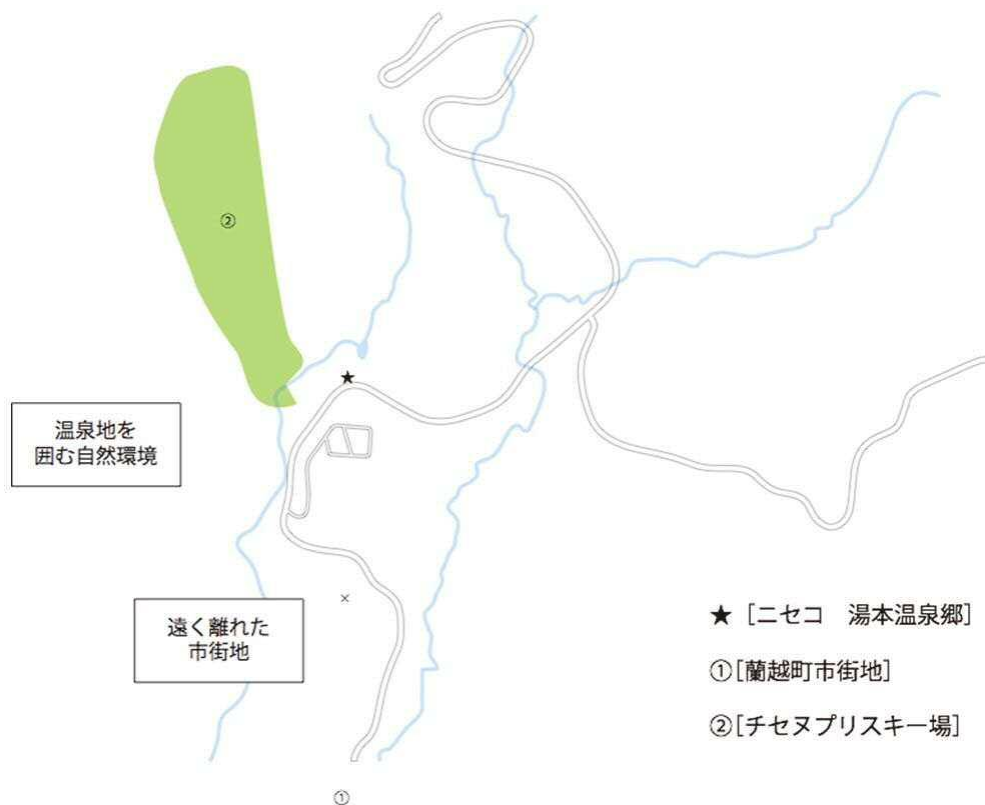 ②
温泉地を
囲む自然環境
遠く離れた
市街地
★ [ニセコ　湯本温泉郷]
①[蘭越町市街地]
②[チセヌプリスキー場]
①